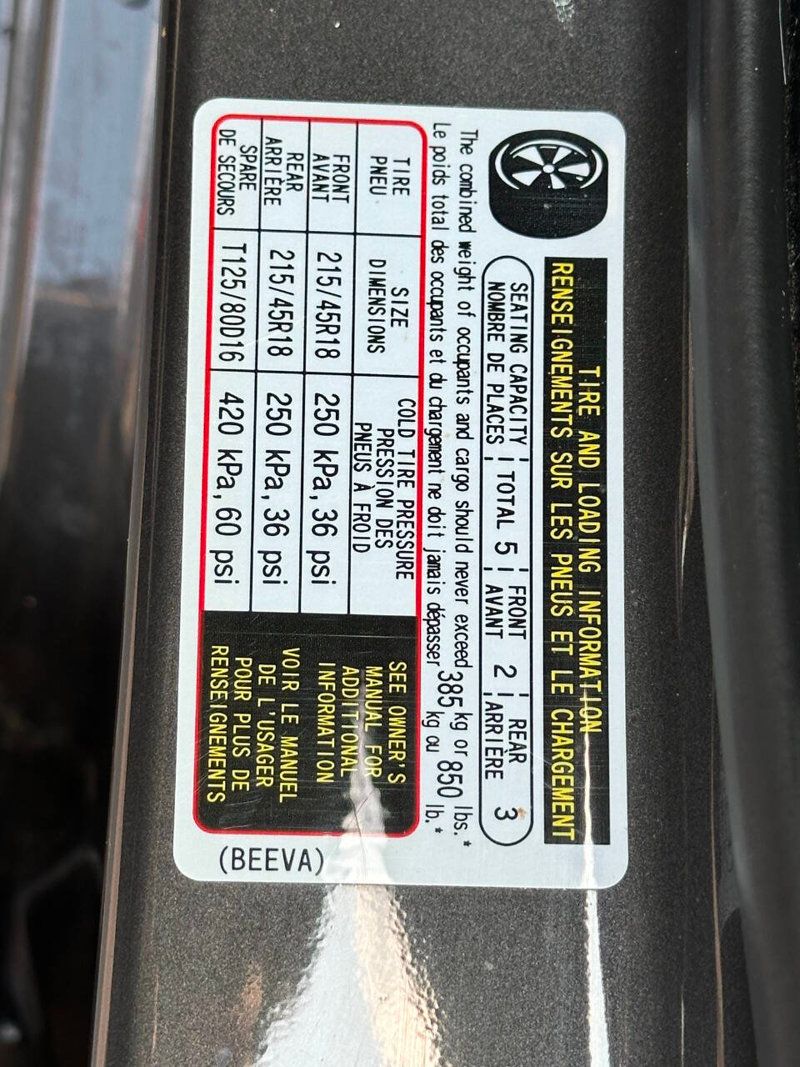 TIRE AND LOADING INFORMATION
RENSEIGNEMENTS SUR LES PNEUS ET LE CHARGEMENT
SEATING CAPACITY
NOMBRE DE PLACES
TOTAL 5
FRONT
AVANT
2
REAR
ARRIÈRE
3
The combined weight of occupants and cargo should never exceed 385 kg or 850 lbs.*
Le poids total des occupants et du chargement ne doit jamais dépasser 385 kg ou 850 lb.*
TIRE
PNEU
SIZE
DIMENSIONS
COLD TIRE PRESSURE
PRESSION DES
PNEUS À FROID
FRONT
AVANT
215/45R18
250 kPa, 36 psi
REAR
ARRIÈRE
215/45R18
250 kPa, 36 psi
SPARE
DE SECOURS
T125/80D16
420 kPa, 60 psi
SEE OWNER'S
MANUAL FOR
ADDITIONAL
INFORMATION
VOIR LE MANUEL
DE L'USAGER
POUR PLUS DE
RENSEIGNEMENTS
(BEEVA)